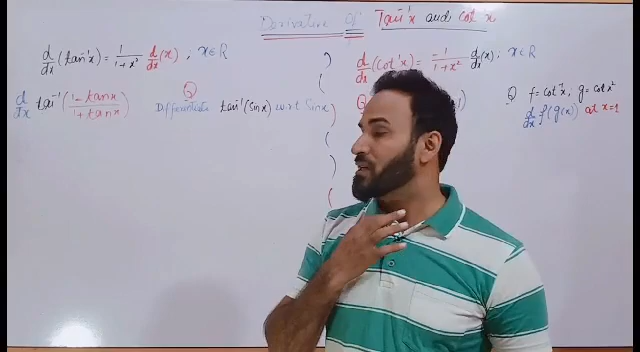 Derivative of Tan⁻¹x and cot⁻¹x
d/dx (tan⁻¹x) = 1/(1+x²) d/dx (x) ; x∈R
d/dx (cot⁻¹x) = -1/(1+x²) d/dx (x) ; x∈R
d/dx tan⁻¹((1-tanx)/(1+tanx))
Q
Differentiate tan⁻¹(Sinx) w.r.t Sinx
Q
Q f=cot⁻¹x ; g=cotx²
d/dx f(g(x)) at x=1